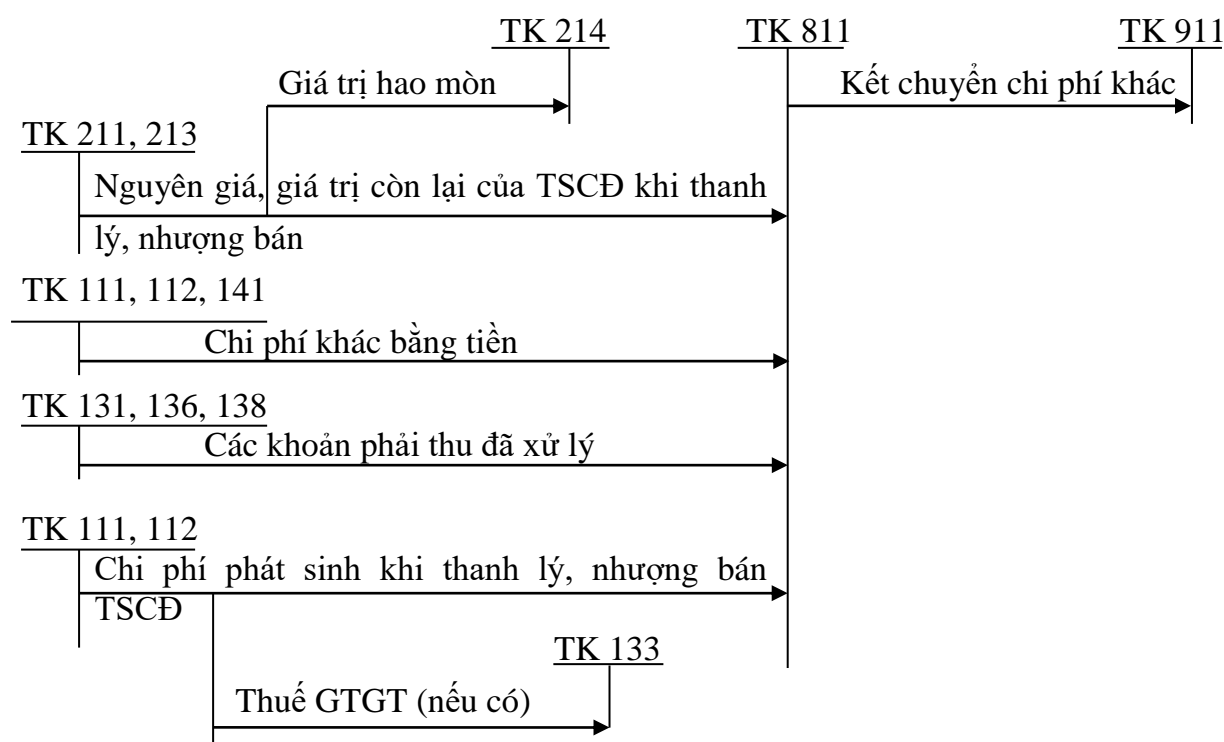 TK 214 TK 811 TK 911
Giá trị hao mòn Kết chuyển chi phí khác
TK 211, 213
Nguyên giá, giá trị còn lại của TSCĐ khi thanh
lý, nhượng bán
TK 111, 112, 141
Chi phí khác bằng tiền
TK 131, 136, 138
Các khoản phải thu đã xử lý
TK 111, 112
Chi phí phát sinh khi thanh lý, nhượng bán
TSCĐ
TK 133
Thuế GTGT (nếu có)